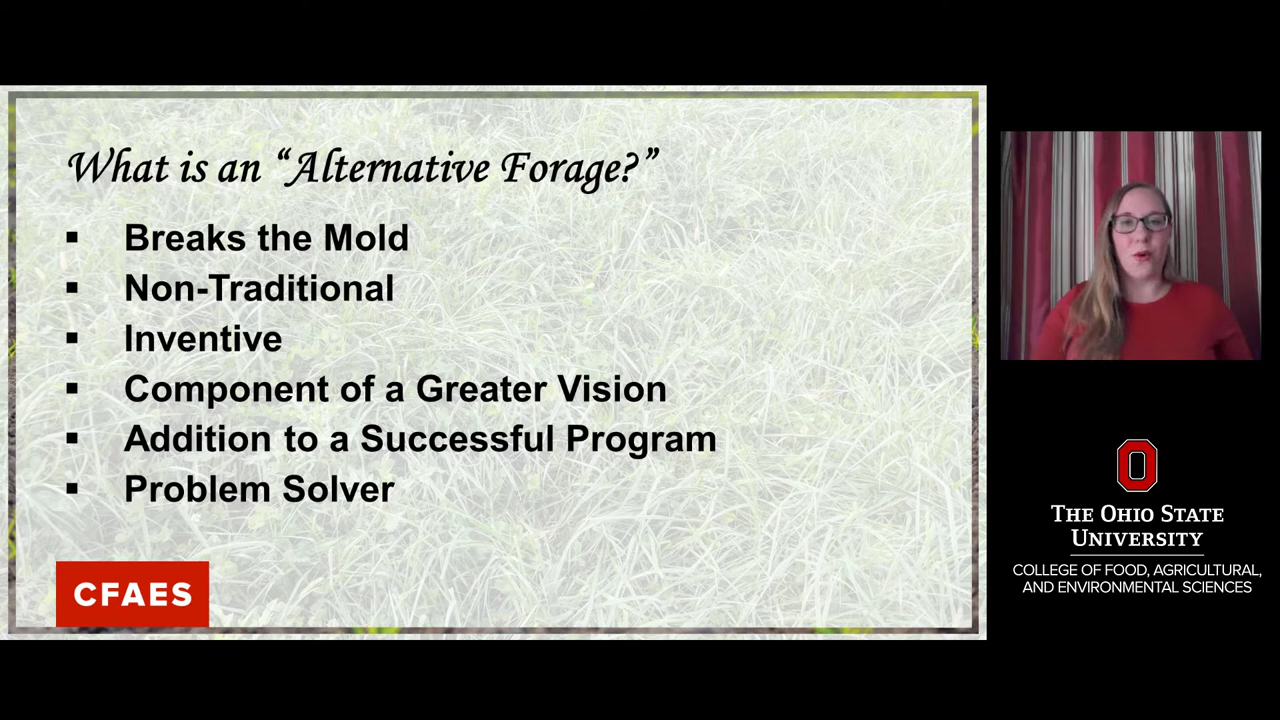 What is an “Alternative Forage?”
▪ Breaks the Mold
▪ Non-Traditional
▪ Inventive
▪ Component of a Greater Vision
▪ Addition to a Successful Program
▪ Problem Solver
CFAES
O
THE OHIO STATE
UNIVERSITY
COLLEGE OF FOOD, AGRICULTURAL,
AND ENVIRONMENTAL SCIENCES